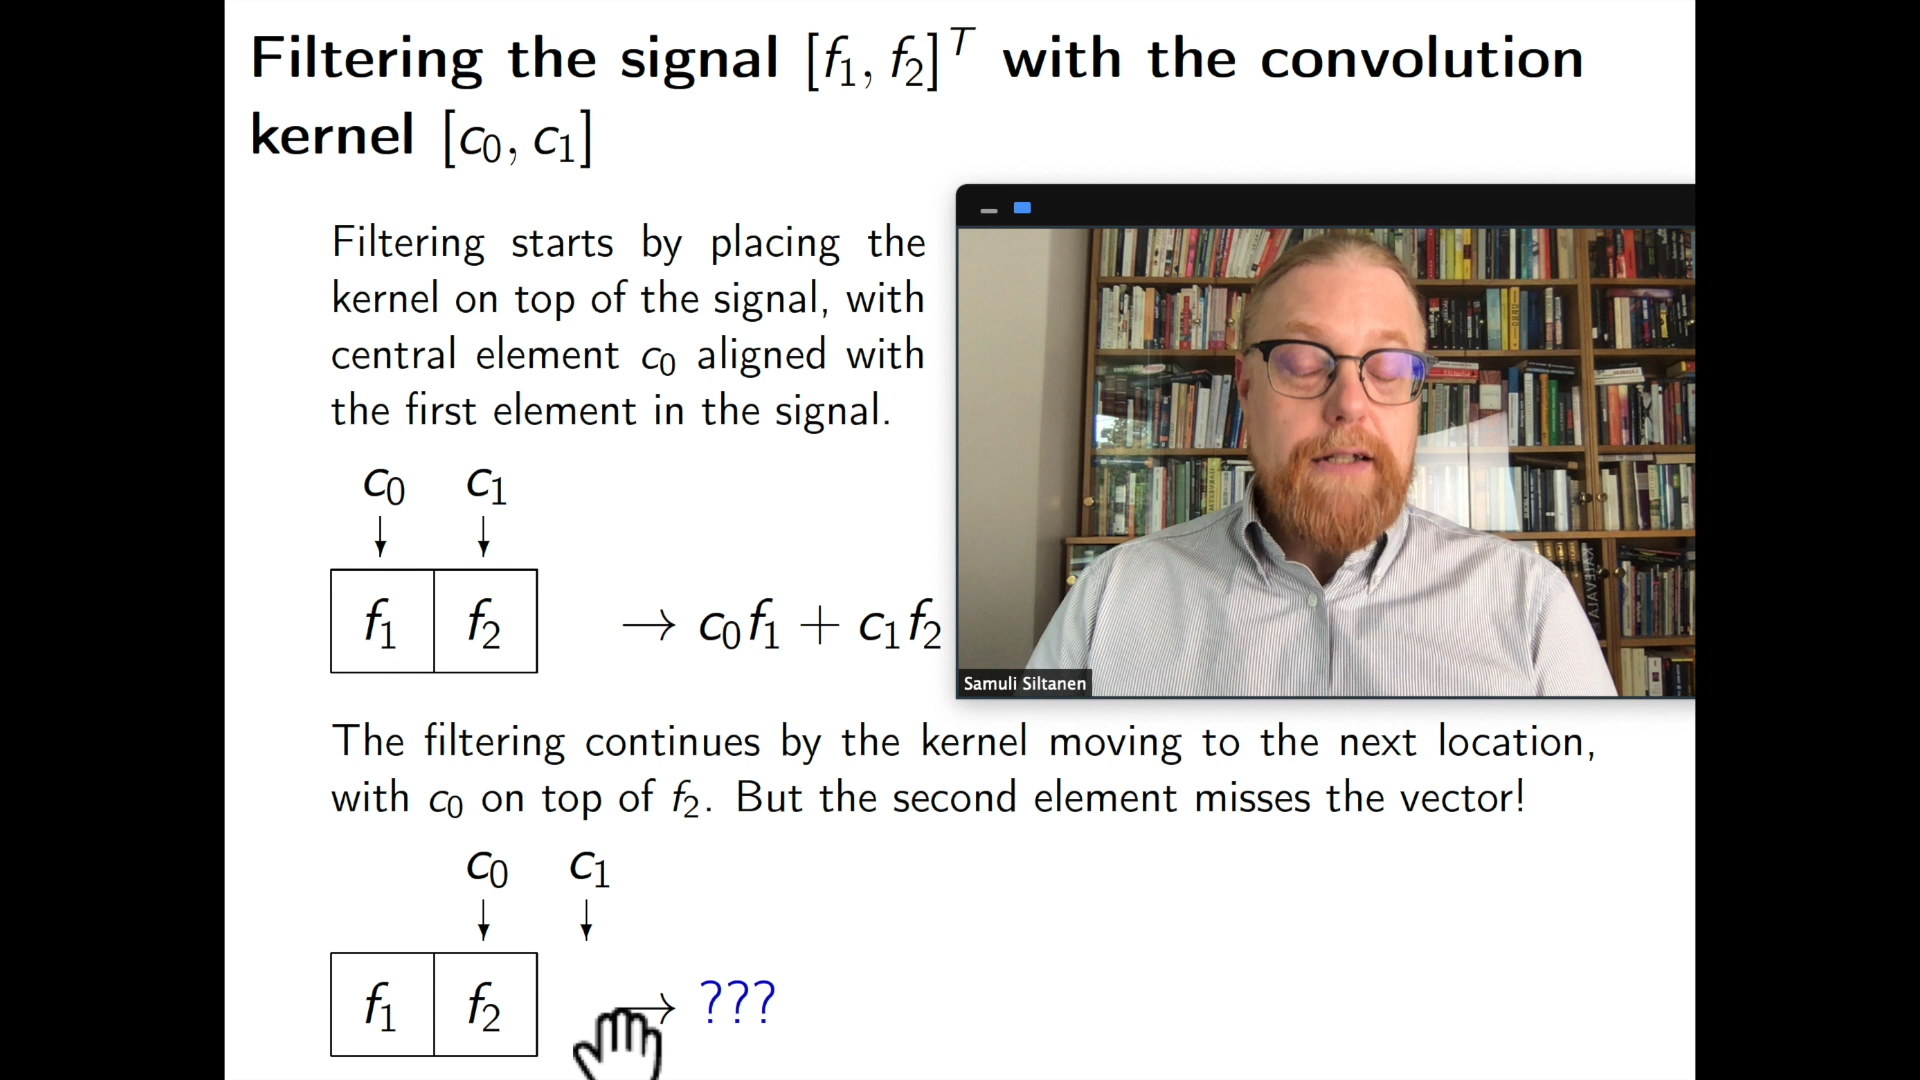 Filtering the signal [f₁, f₂]ᵀ with the convolution
kernel [c₀, c₁]
Filtering starts by placing the
kernel on top of the signal, with
central element c₀ aligned with
the first element in the signal.
c₀ c₁
f₁ f₂ → c₀f₁ + c₁f₂
Samuli Siltanen
The filtering continues by the kernel moving to the next location,
with c₀ on top of f₂. But the second element misses the vector!
c₀ c₁
f₁ f₂ → ???